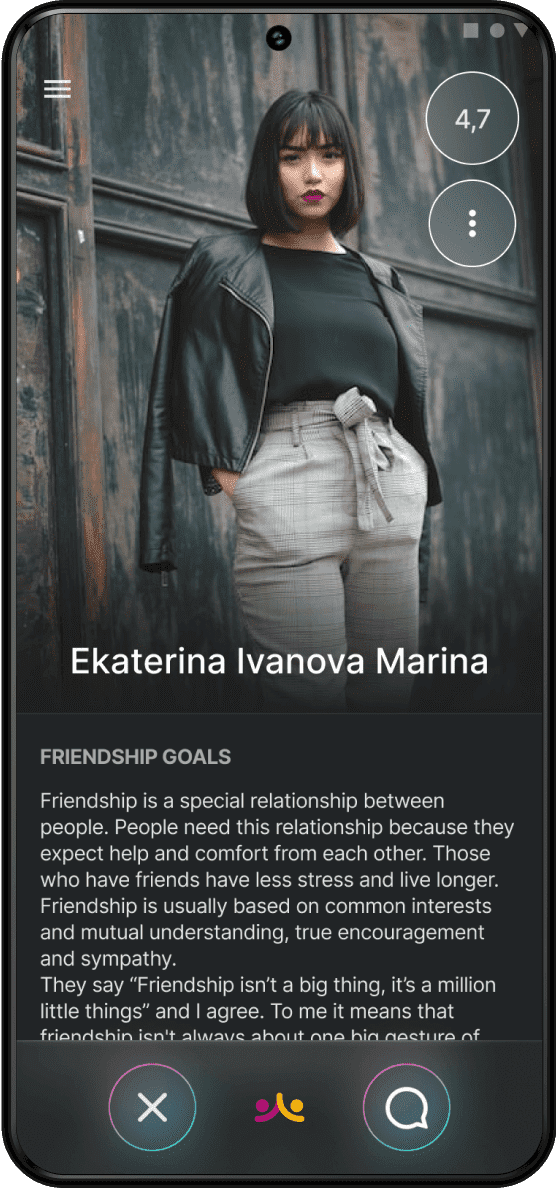 4,7
Ekaterina Ivanova Marina
FRIENDSHIP GOALS
Friendship is a special relationship between
people. People need this relationship because they
expect help and comfort from each other. Those
who have friends have less stress and live longer.
Friendship is usually based on common interests
and mutual understanding, true encouragement
and sympathy.
They say “Friendship isn’t a big thing, it’s a million
little things” and I agree. To me it means that
friendship isn't always about one big gesture of